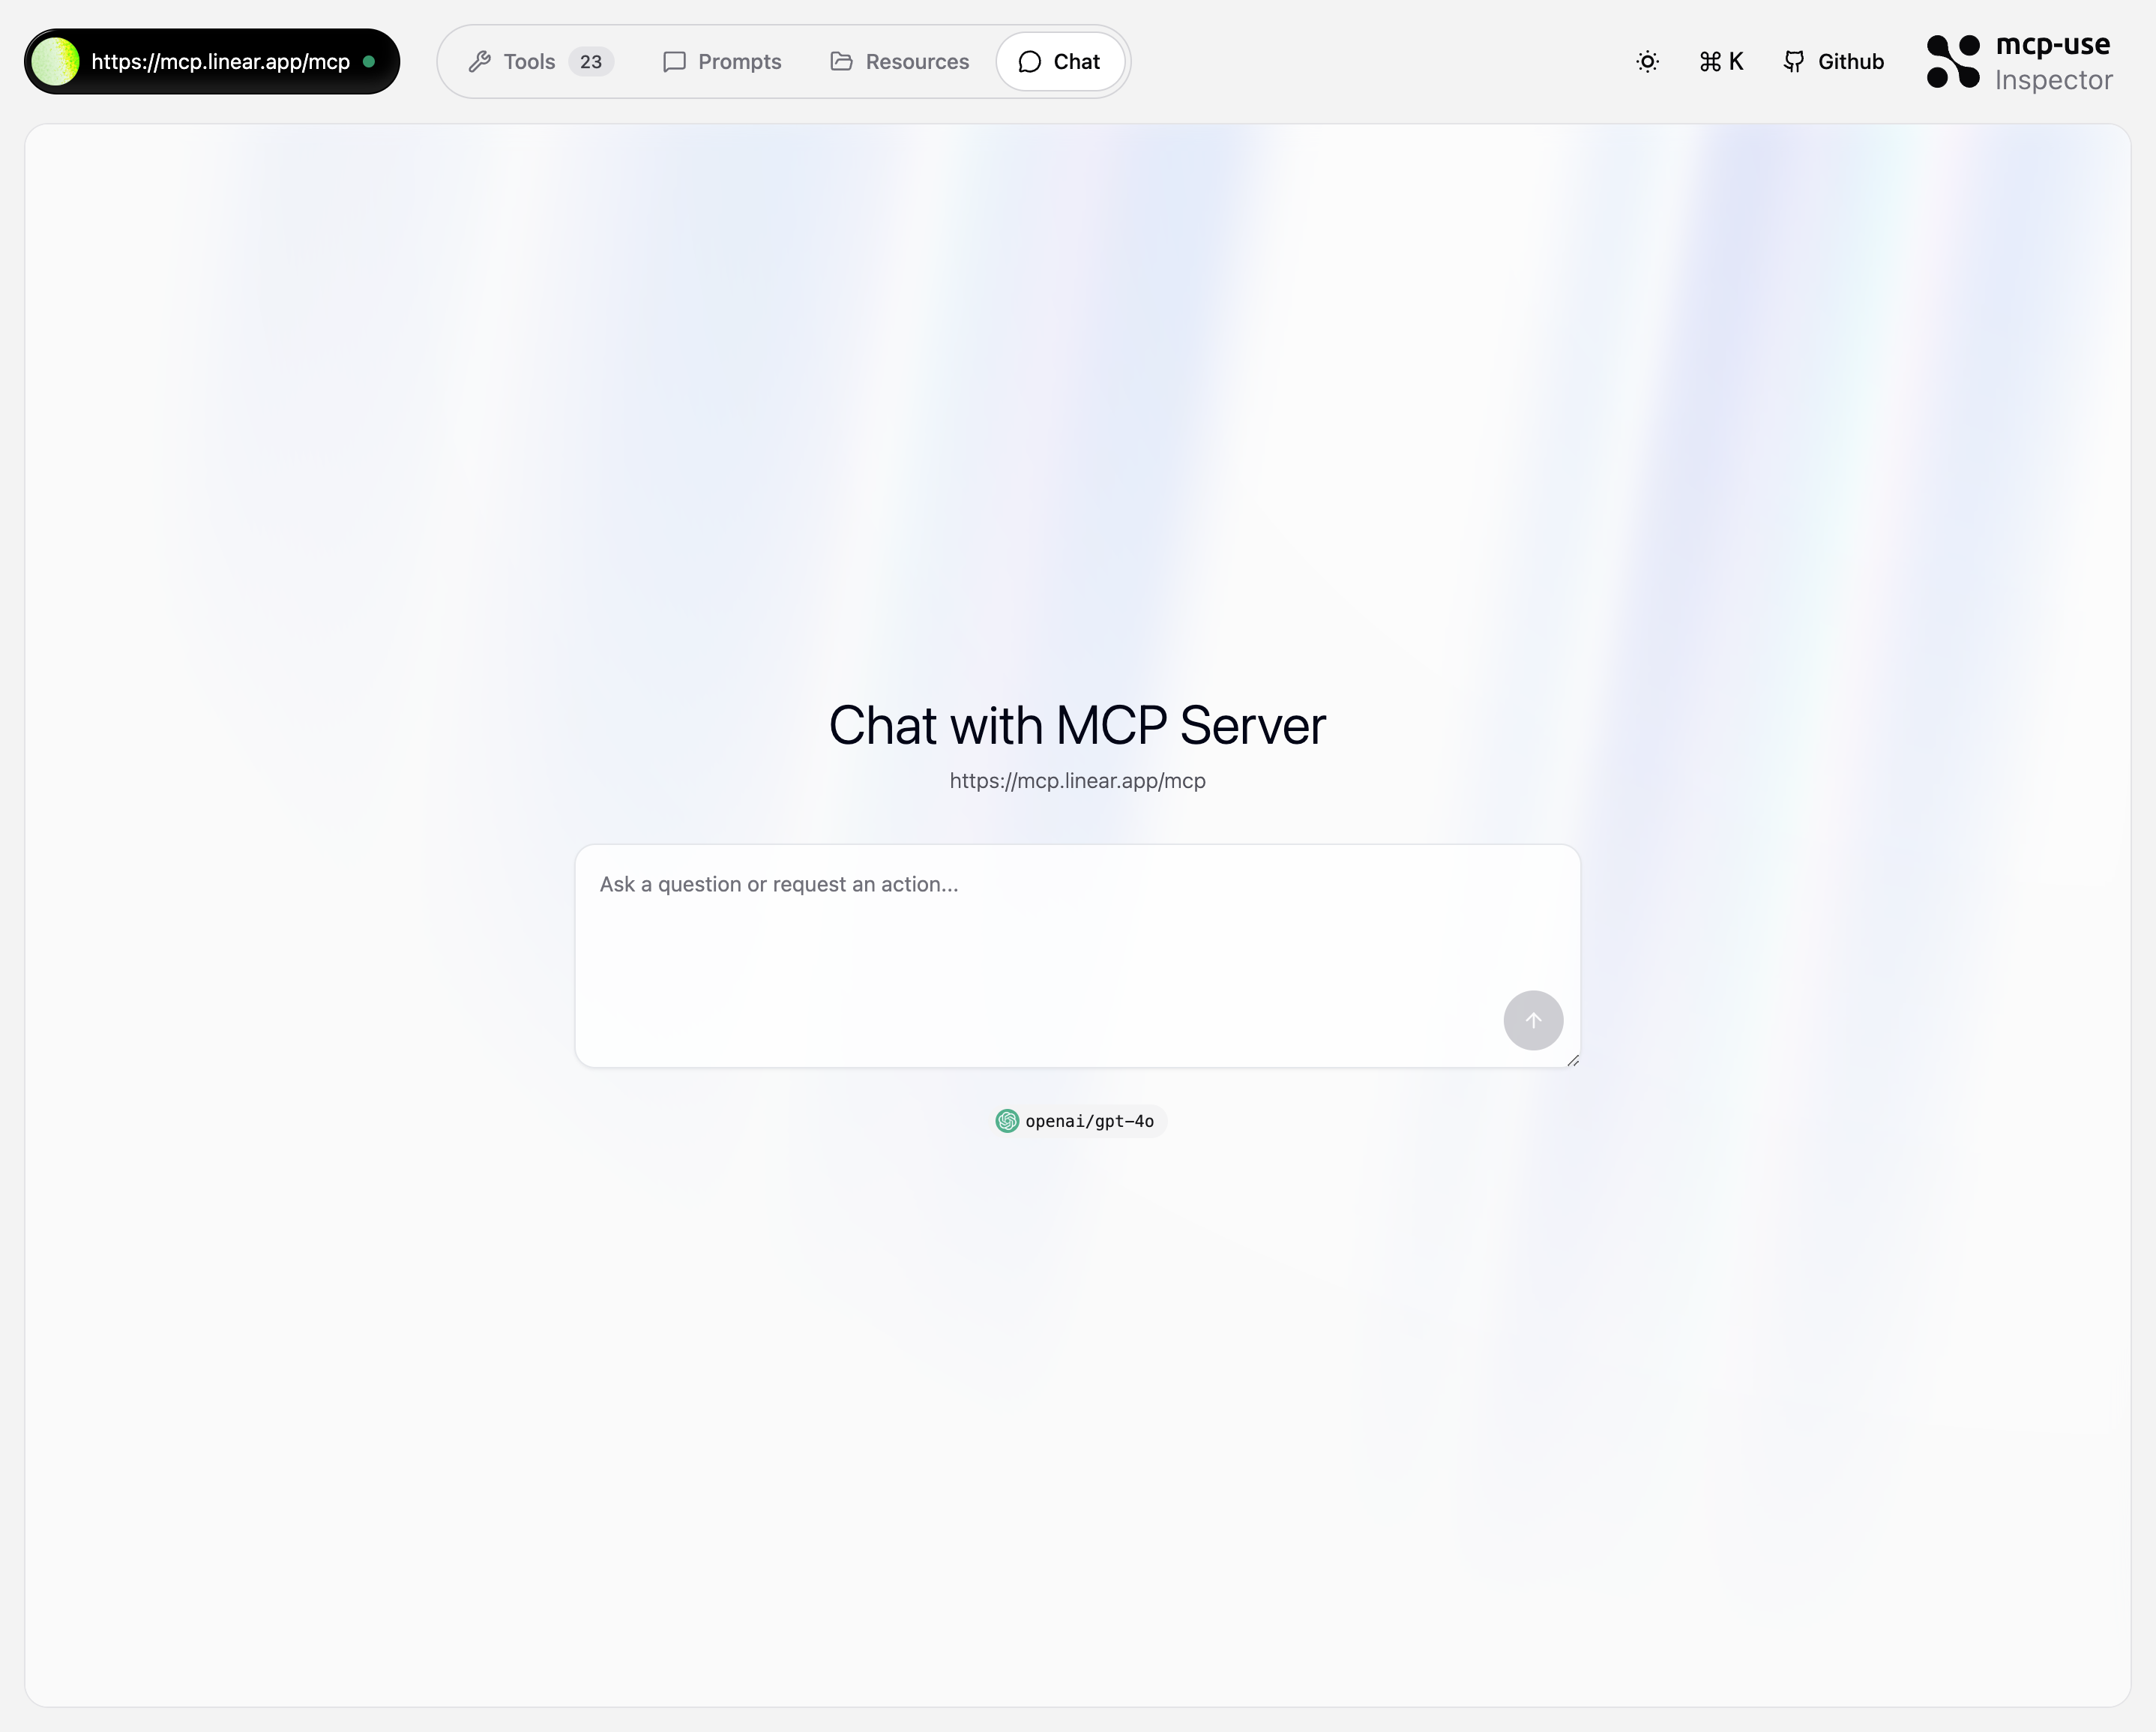 https://mcp.linear.app/mcp
Tools 23
Prompts
Resources
Chat
⌘ K
Github
mcp-use
Inspector
Chat with MCP Server
https://mcp.linear.app/mcp
Ask a question or request an action...
openai/gpt-4o